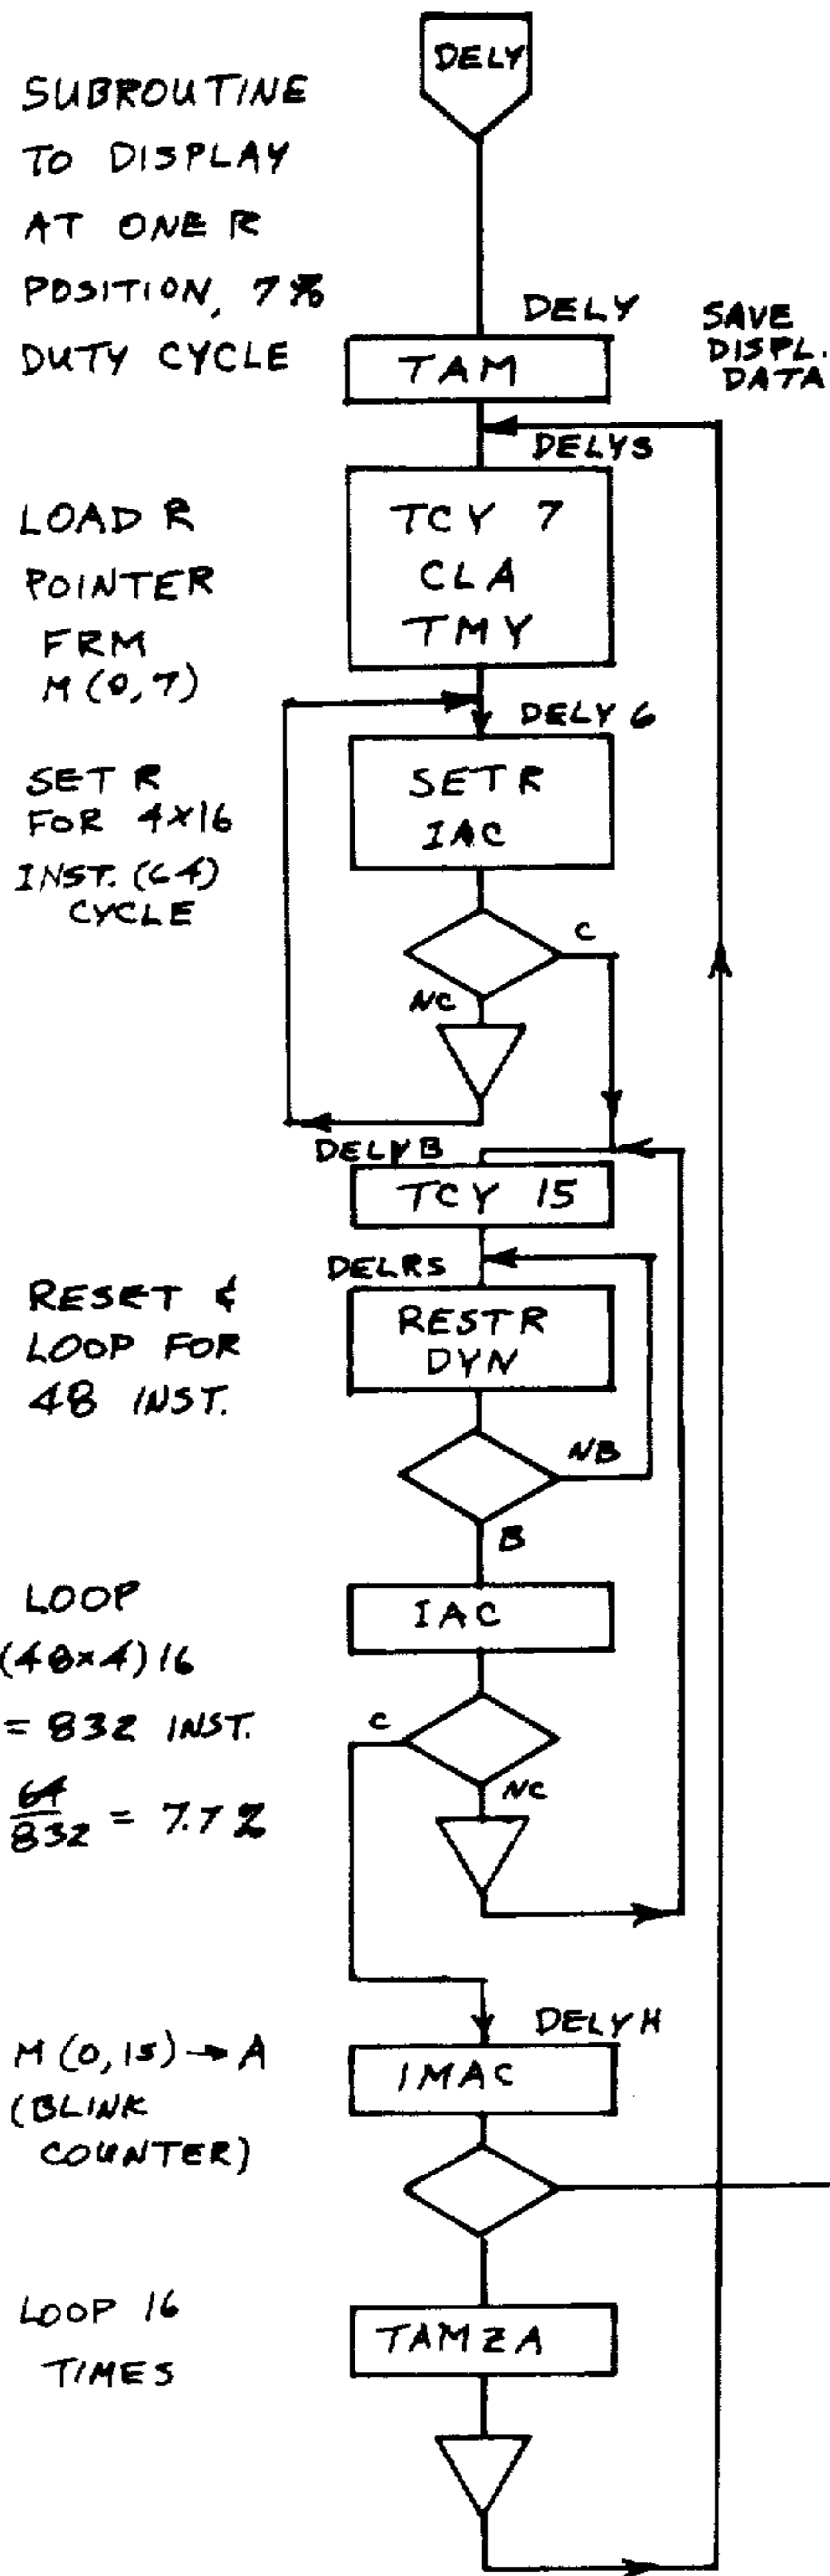 DELY
SUBROUTINE
TO DISPLAY
AT ONE R
POSITION, 7%
DUTY CYCLE
DELY
TAM
SAVE
DISPL.
DATA
DELYS
LOAD R
POINTER
FRM
M(0,7)
TCY 7
CLA
TMY
DELY 6
SET R
FOR 4×16
INST. (64)
CYCLE
SETR
IAC
C
NC
DELYB
TCY 15
DELRS
RESET &
LOOP FOR
48 INST.
RESTR
DYN
NB
B
LOOP
(48×4)16
= 832 INST.
64/832 = 7.7%
IAC
C
NC
DELYH
M(0,15)→A
(BLINK
COUNTER)
IMAC
LOOP 16
TIMES
TAMZA